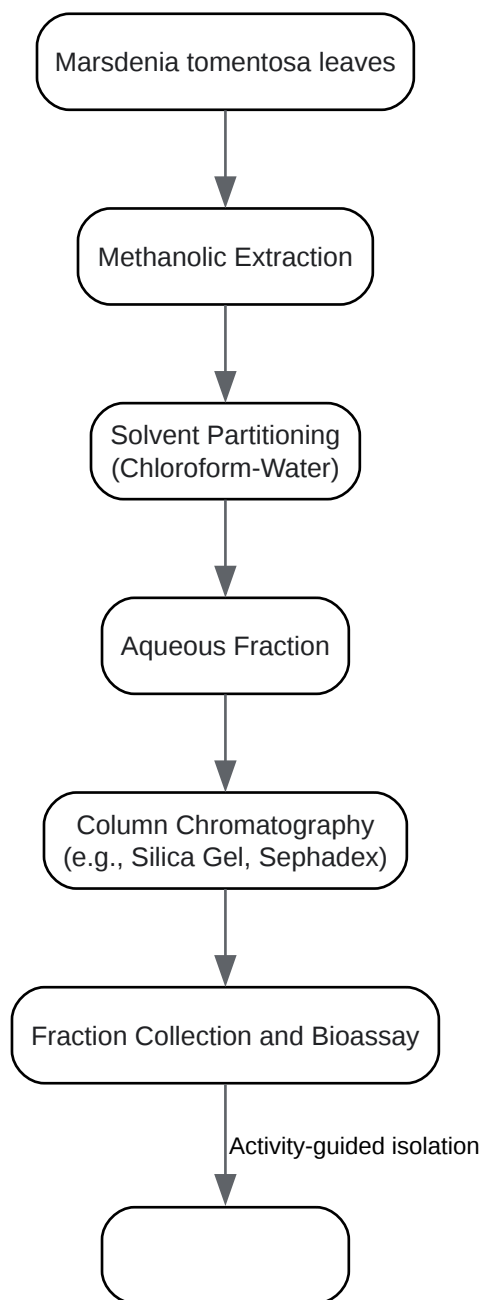 Marsdenia tomentosa leaves
Methanolic Extraction
Solvent Partitioning
(Chloroform-Water)
Aqueous Fraction
Column Chromatography
(e.g., Silica Gel, Sephadex)
Fraction Collection and Bioassay
Activity-guided isolation